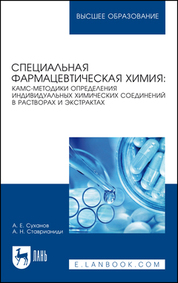 ВЫСШЕЕ ОБРАЗОВАНИЕ
СПЕЦИАЛЬНАЯ
ФАРМАЦЕВТИЧЕСКАЯ ХИМИЯ:
КАМС-МЕТОДИКИ ОПРЕДЕЛЕНИЯ
ИНДИВИДУАЛЬНЫХ ХИМИЧЕСКИХ СОЕДИНЕНИЙ
В РАСТВОРАХ И ЭКСТРАКТАХ
А. Е. Суханов
А. Н. Ставрианиди
ЛАНЬ
E.LANBOOK.COM